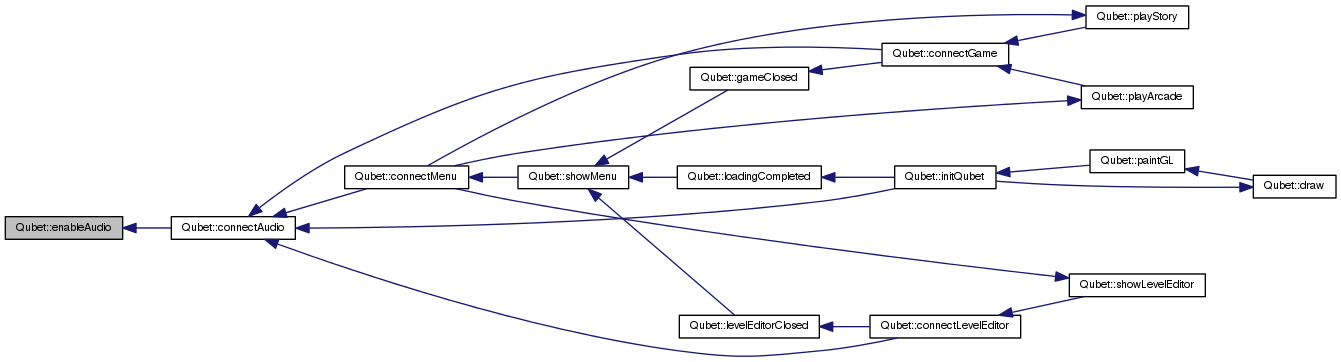 Qubet::playStory
Qubet::connectGame
Qubet::gameClosed
Qubet::playArcade
Qubet::paintGL
Qubet::connectMenu
Qubet::showMenu
Qubet::loadingCompleted
Qubet::initQubet
Qubet::draw
Qubet::enableAudio
Qubet::connectAudio
Qubet::showLevelEditor
Qubet::levelEditorClosed
Qubet::connectLevelEditor